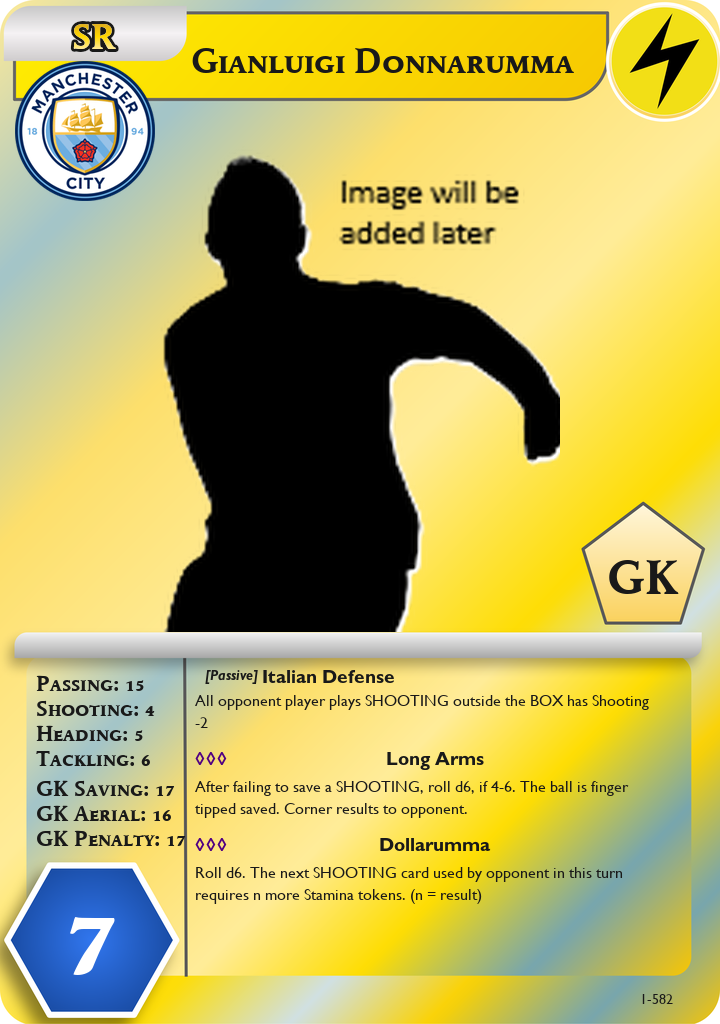 SR
Gianluigi Donnarumma
MANCHESTER
18 94
CITY
Image will be
added later
GK
Passing: 15
Shooting: 4
Heading: 5
Tackling: 6
GK Saving: 17
GK Aerial: 16
GK Penalty: 17
7
[Passive] Italian Defense
All opponent player plays SHOOTING outside the BOX has Shooting
-2
◊◊◊ Long Arms
After failing to save a SHOOTING, roll d6, if 4-6. The ball is finger
tipped saved. Corner results to opponent.
◊◊◊ Dollarumma
Roll d6. The next SHOOTING card used by opponent in this turn
requires n more Stamina tokens. (n = result)
1-582